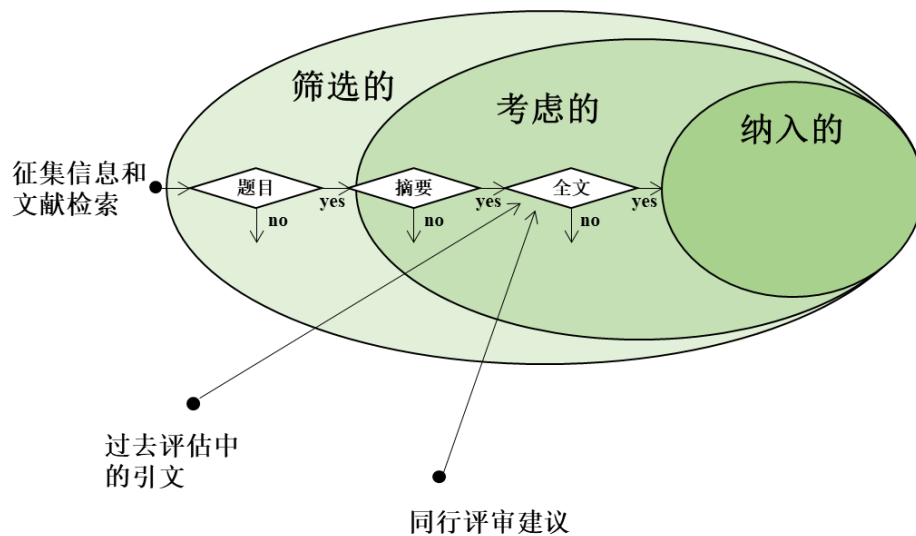 筛选的
考虑的
纳入的
征集信息和
文献检索
题目
yes
摘要
yes
全文
yes
no
no
no
过去评估中
的引文
同行评审建议